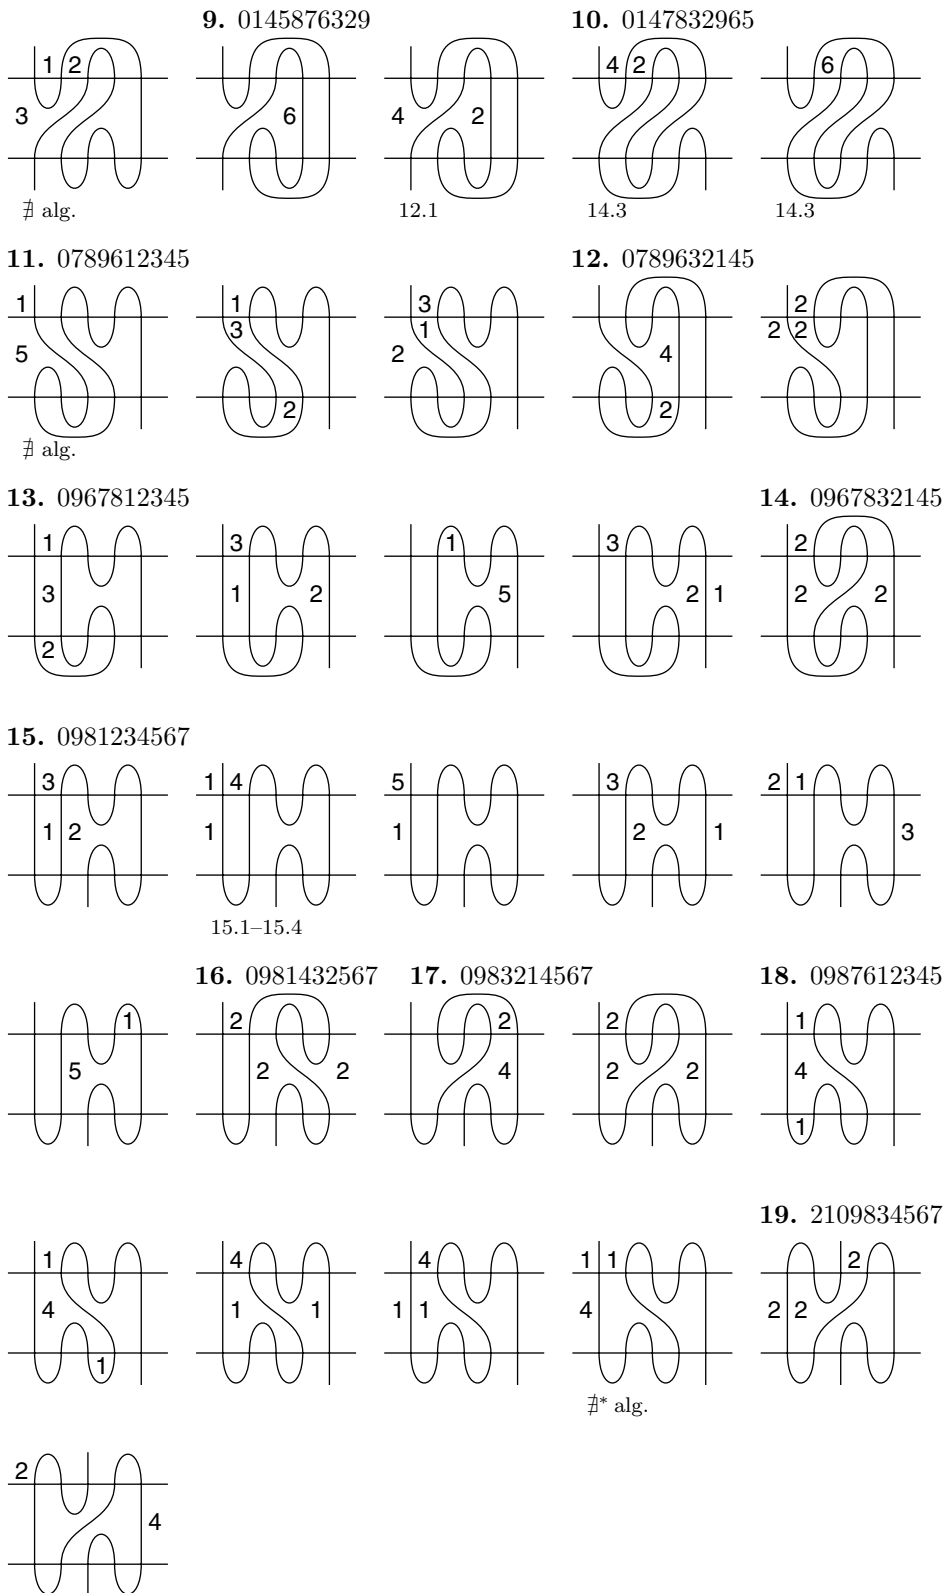 9. 0145876329 10. 0147832965
1 2 4 2 6
3 6 4 2
∄ alg. 12.1 14.3 14.3
11. 0789612345 12. 0789632145
1 1 3 2
3 1 2 2
5 2 4
2 2
∄ alg.
13. 0967812345 14. 0967832145
1 3 1 3 2
3 1 2 5 2 1 2 2
2
15. 0981234567
3 1 4 5 3 2 1
1 2 1 1 2 1 3
15.1–15.4
16. 0981432567 17. 0983214567 18. 0987612345
1 2 2 2 1
5 2 2 4 2 2 4
1
19. 2109834567
1 4 4 1 1 2
4 1 1 1 1 4 2 2
1
∄* alg.
2
4